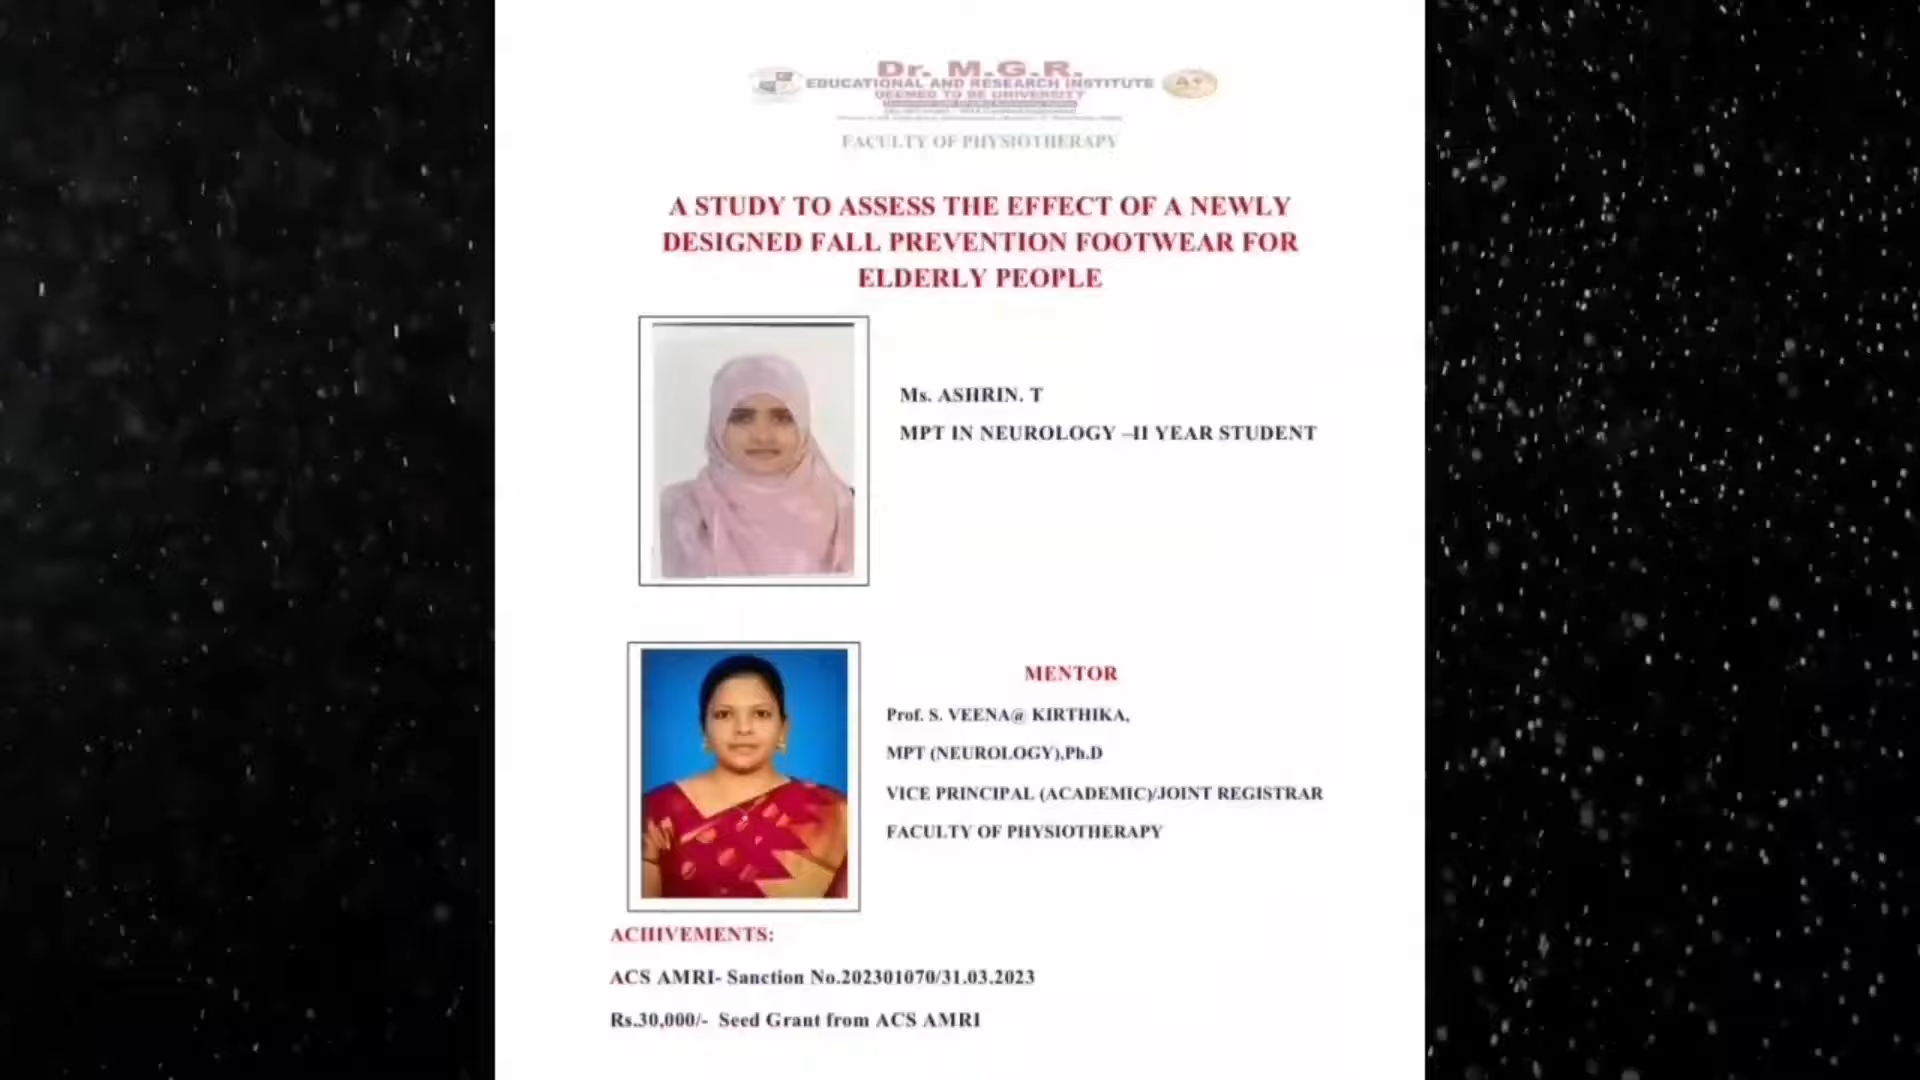 Dr. M.G.R.
EDUCATIONAL AND RESEARCH INSTITUTE
DEEMED TO BE UNIVERSITY
A+
FACULTY OF PHYSIOTHERAPY
A STUDY TO ASSESS THE EFFECT OF A NEWLY
DESIGNED FALL PREVENTION FOOTWEAR FOR
ELDERLY PEOPLE
Ms. ASHRIN. T
MPT IN NEUROLOGY –II YEAR STUDENT
MENTOR
Prof. S. VEENA@ KIRTHIKA,
MPT (NEUROLOGY),Ph.D
VICE PRINCIPAL (ACADEMIC)/JOINT REGISTRAR
FACULTY OF PHYSIOTHERAPY
ACHIVEMENTS:
ACS AMRI- Sanction No.202301070/31.03.2023
Rs.30,000/- Seed Grant from ACS AMRI